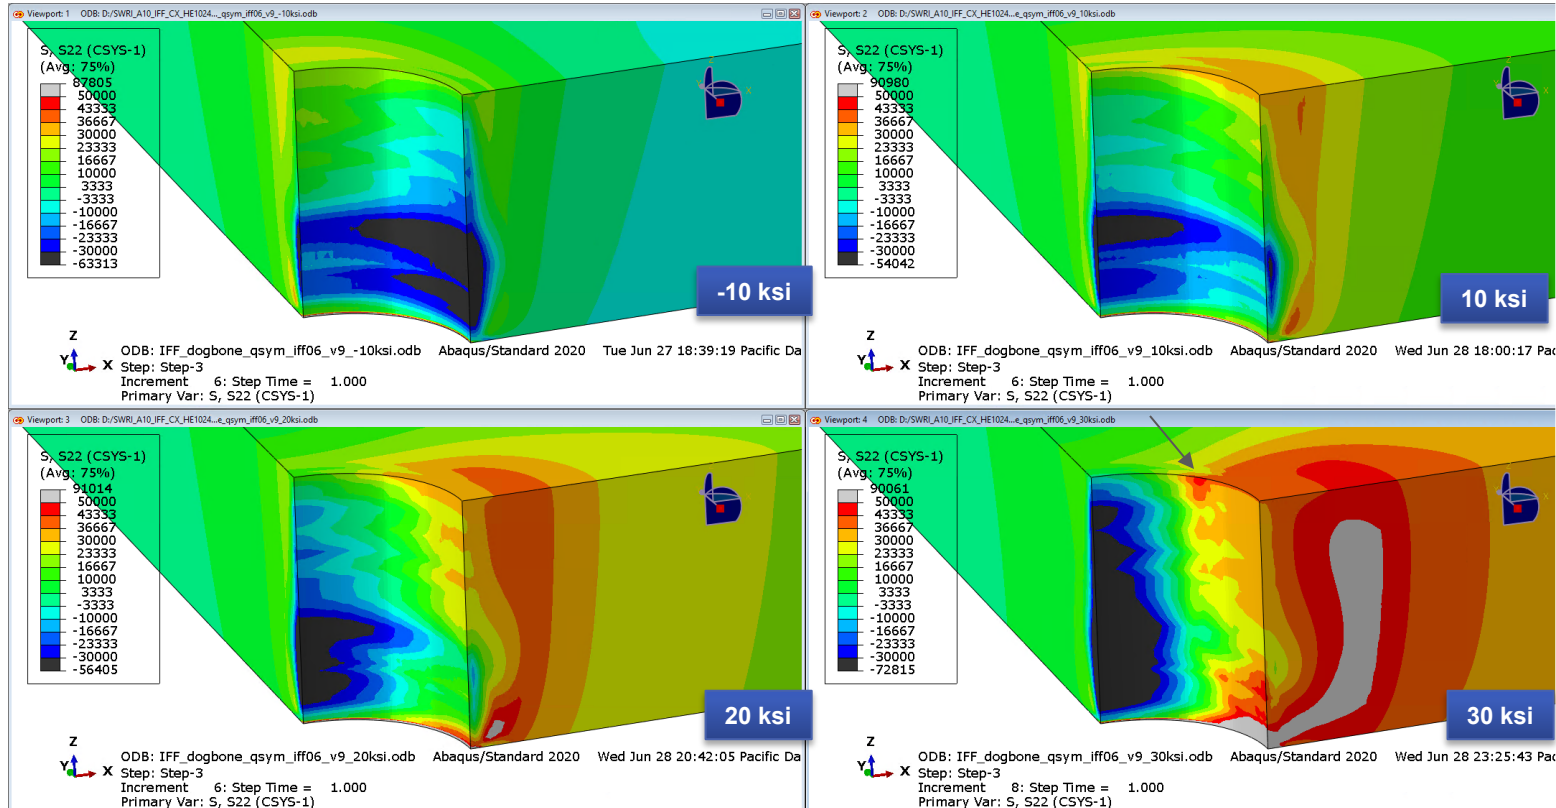 Viewport: 1 ODB: D:/SWRI_A10_IFF_CX_HE1024..._qsym_iff06_v9_-10ksi.odb
S, S22 (CSYS-1)
(Avg: 75%)
87805
50000
43333
36667
30000
23333
16667
10000
3333
-3333
-10000
-16667
-23333
-30000
-63313
-10 ksi
Z
Y
X
ODB: IFF_dogbone_qsym_iff06_v9_-10ksi.odb Abaqus/Standard 2020 Tue Jun 27 18:39:19 Pacific Da
Step: Step-3
Increment 6: Step Time = 1.000
Primary Var: S, S22 (CSYS-1)
Viewport: 2 ODB: D:/SWRI_A10_IFF_CX_HE1024...e_qsym_iff06_v9_10ksi.odb
S, S22 (CSYS-1)
(Avg: 75%)
90980
50000
43333
36667
30000
23333
16667
10000
3333
-3333
-10000
-16667
-23333
-30000
-54042
10 ksi
Z
Y
X
ODB: IFF_dogbone_qsym_iff06_v9_10ksi.odb Abaqus/Standard 2020 Wed Jun 28 18:00:17 Pac
Step: Step-3
Increment 6: Step Time = 1.000
Primary Var: S, S22 (CSYS-1)
Viewport: 3 ODB: D:/SWRI_A10_IFF_CX_HE1024...e_qsym_iff06_v9_20ksi.odb
S, S22 (CSYS-1)
(Avg: 75%)
91014
50000
43333
36667
30000
23333
16667
10000
3333
-3333
-10000
-16667
-23333
-30000
-56405
20 ksi
Z
Y
X
ODB: IFF_dogbone_qsym_iff06_v9_20ksi.odb Abaqus/Standard 2020 Wed Jun 28 20:42:05 Pacific Da
Step: Step-3
Increment 6: Step Time = 1.000
Primary Var: S, S22 (CSYS-1)
Viewport: 4 ODB: D:/SWRI_A10_IFF_CX_HE1024...e_qsym_iff06_v9_30ksi.odb
S, S22 (CSYS-1)
(Avg: 75%)
90061
50000
43333
36667
30000
23333
16667
10000
3333
-3333
-10000
-16667
-23333
-30000
-72815
30 ksi
Z
Y
X
ODB: IFF_dogbone_qsym_iff06_v9_30ksi.odb Abaqus/Standard 2020 Wed Jun 28 23:25:43 Pac
Step: Step-3
Increment 8: Step Time = 1.000
Primary Var: S, S22 (CSYS-1)